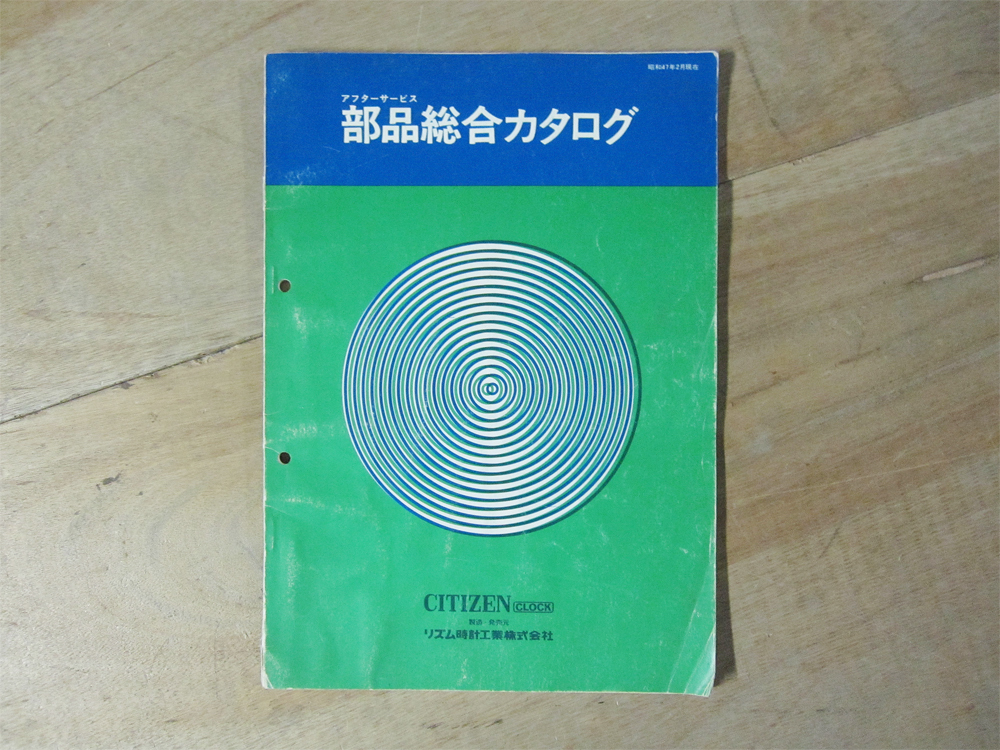 昭和47年2月現在
アフターサービス
部品総合カタログ
CITIZEN CLOCK
製造・発売元
リズム時計工業株式会社